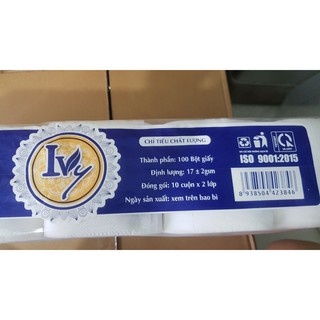 Ivy
CHỈ TIÊU CHẤT LƯỢNG
Thành phần: 100 Bột giấy
Định lượng: 17 ± 2gsm
Đóng gói: 10 cuộn x 2 lớp
Ngày sản xuất: xem trên bao bì
ISO 9001:2015
8 938504 423846